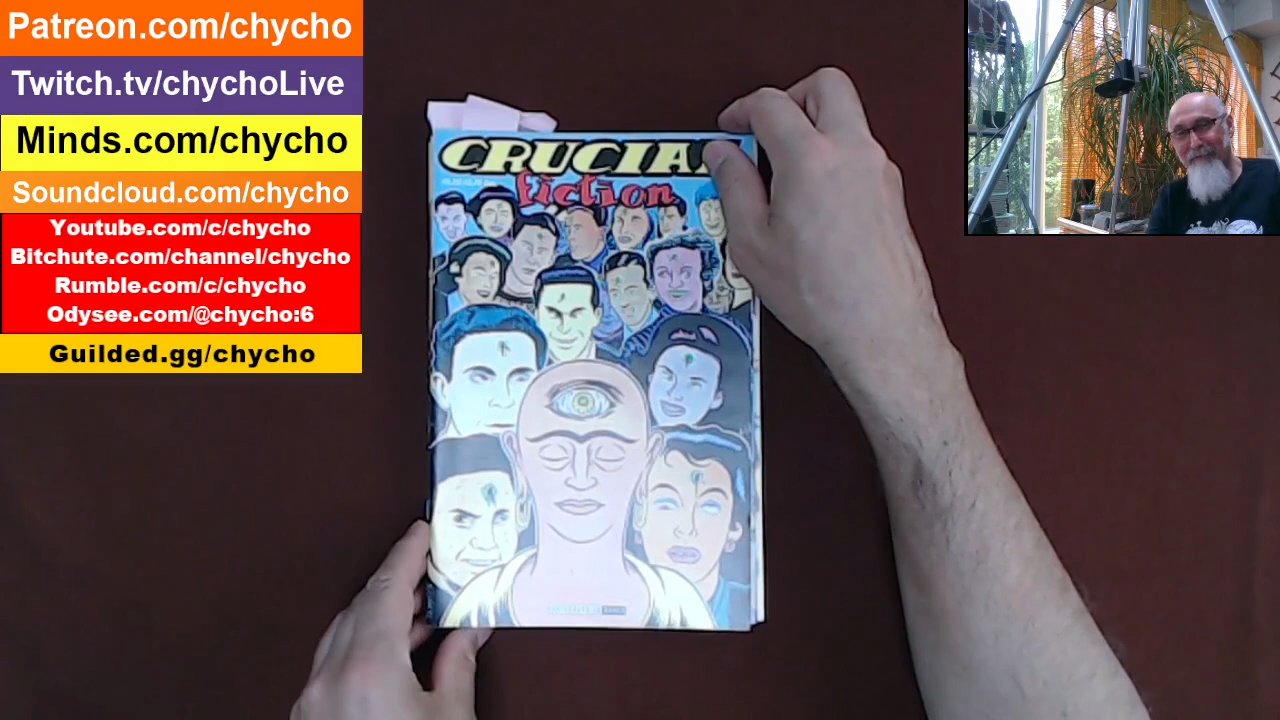 Patreon.com/chycho
Twitch.tv/chychoLive
Minds.com/chycho
Soundcloud.com/chycho
Youtube.com/c/chycho
Bitchute.com/channel/chycho
Rumble.com/c/chycho
Odysee.com/@chycho:6
Guilded.gg/chycho
CRUCIA
fiction